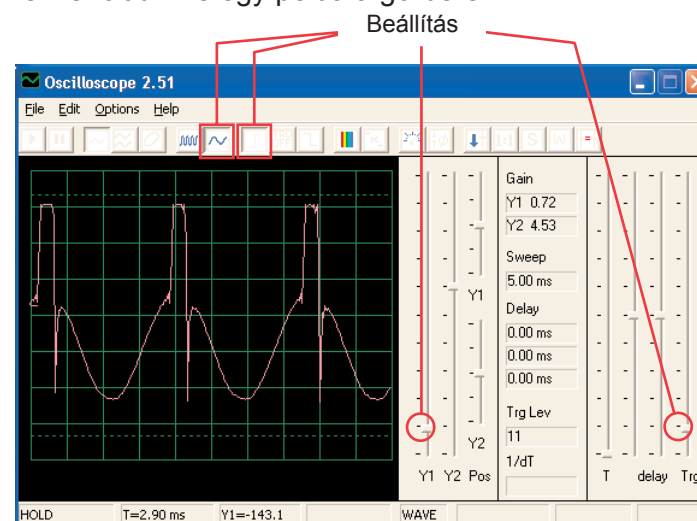 Beállítás
Oscilloscope 2.51
File Edit Options Help
Gain
Y1 0.72
Y2 4.53
Sweep
5.00 ms
Y1
Delay
0.00 ms
0.00 ms
0.00 ms
Trg Lev
11
Y2
1/dT
Y1 Y2 Pos
T delay Trg
HOLD T=2.90 ms Y1=-143.1 WAVE